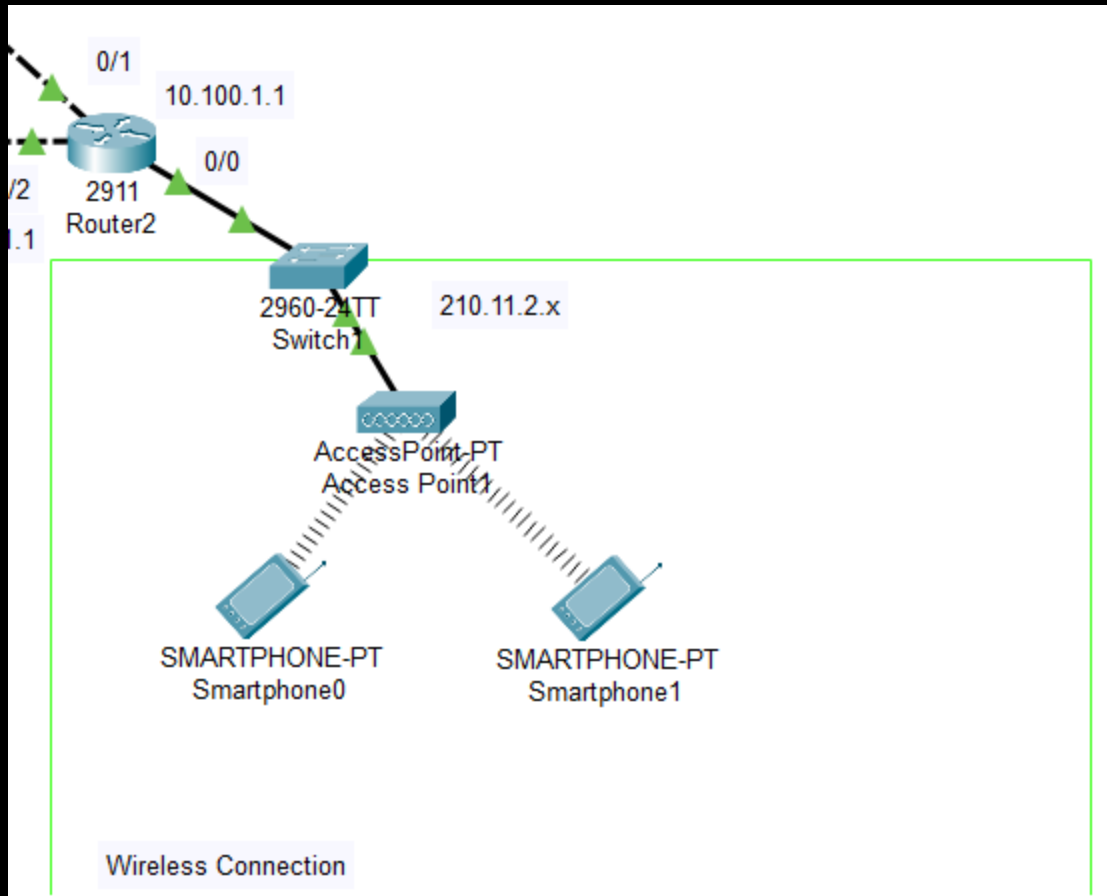 0/1
10.100.1.1
0/0
/2
2911
Router2
.1
2960-24TT
Switch1
210.11.2.x
AccessPoint-PT
Access Point1
SMARTPHONE-PT
Smartphone0
SMARTPHONE-PT
Smartphone1
Wireless Connection